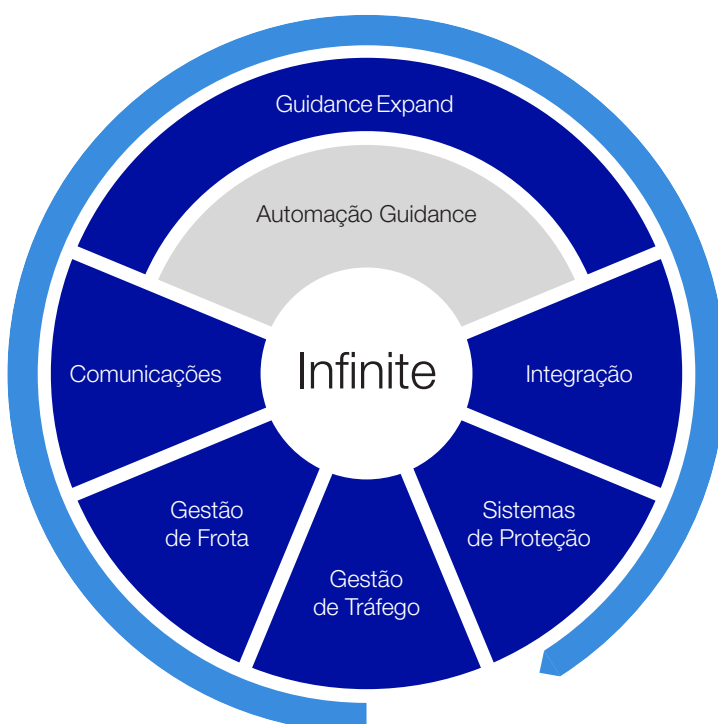 Guidance Expand
Automação Guidance
Comunicações
Infinite
Integração
Gestão
de Frota
Sistemas
de Proteção
Gestão
de Tráfego